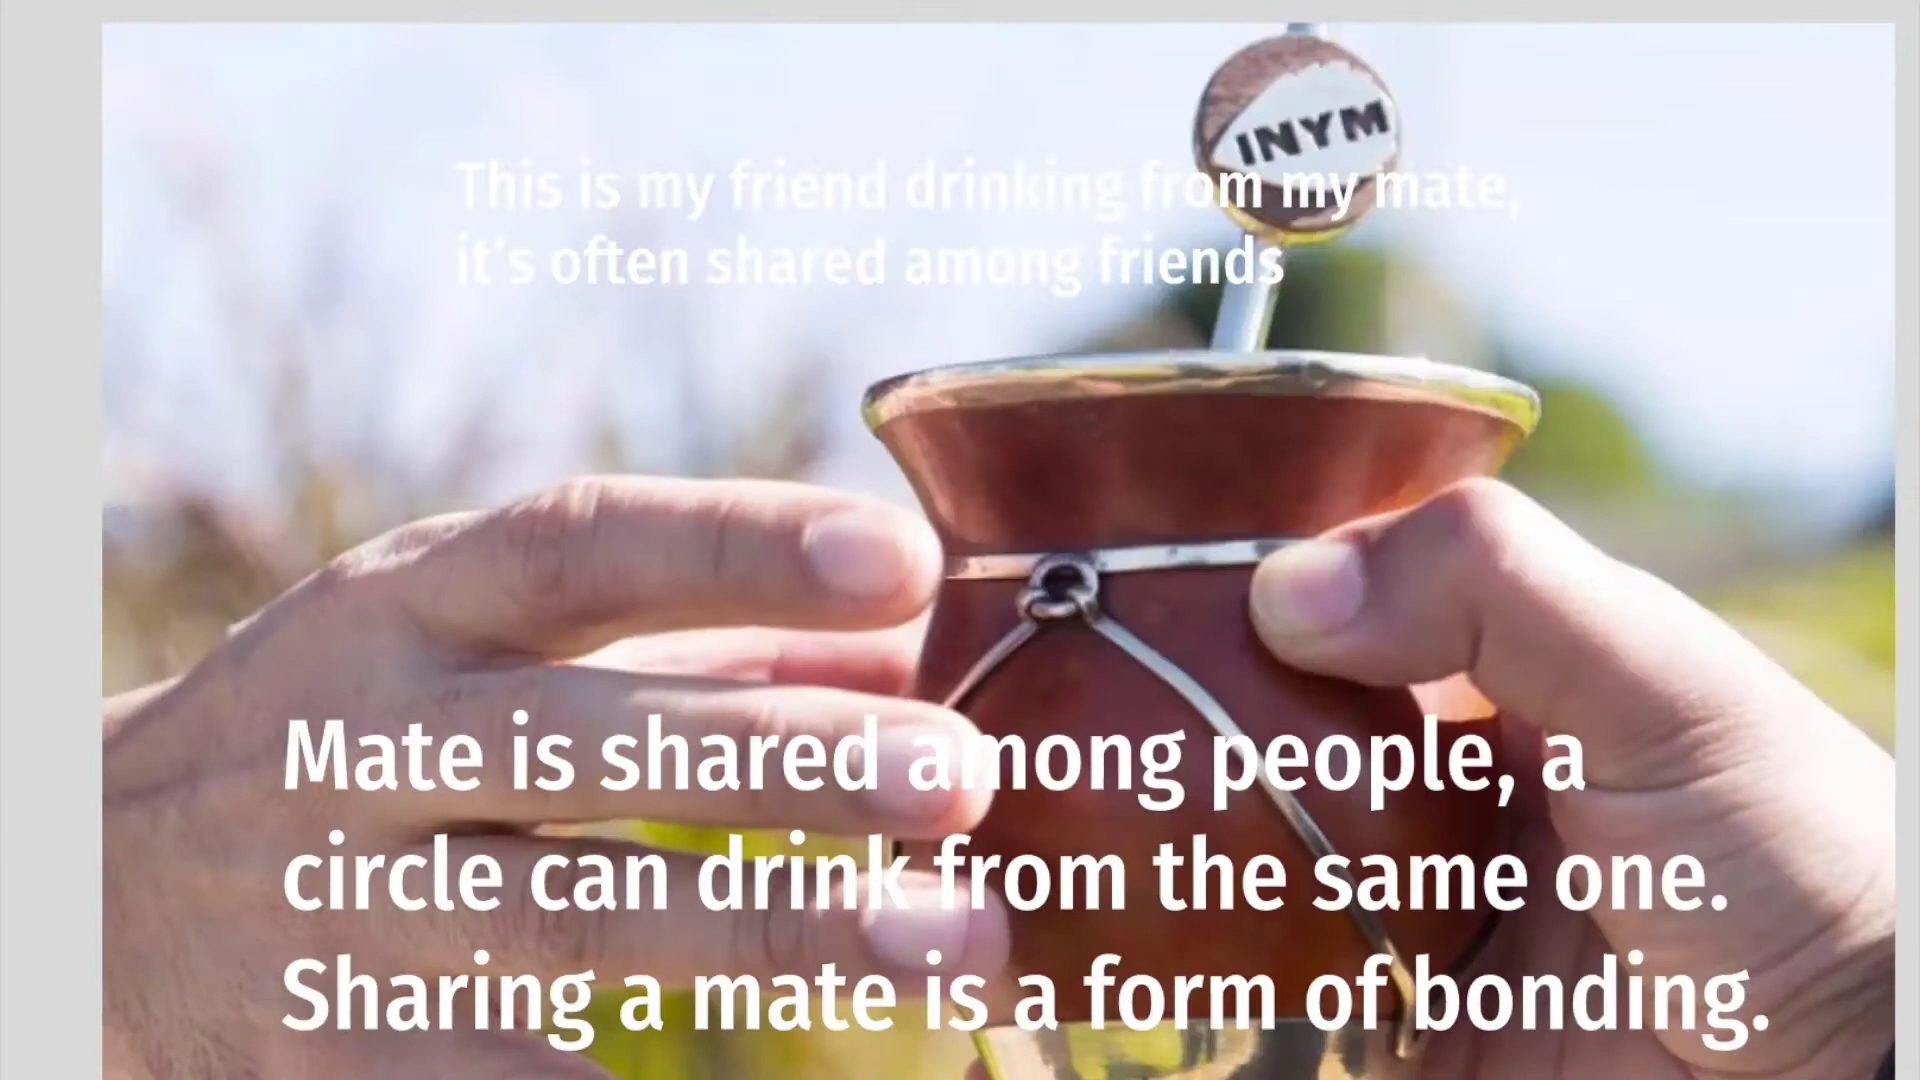 INYM
This is my friend drinking from my mate,
it's often shared among friends
Mate is shared among people, a
circle can drink from the same one.
Sharing a mate is a form of bonding.